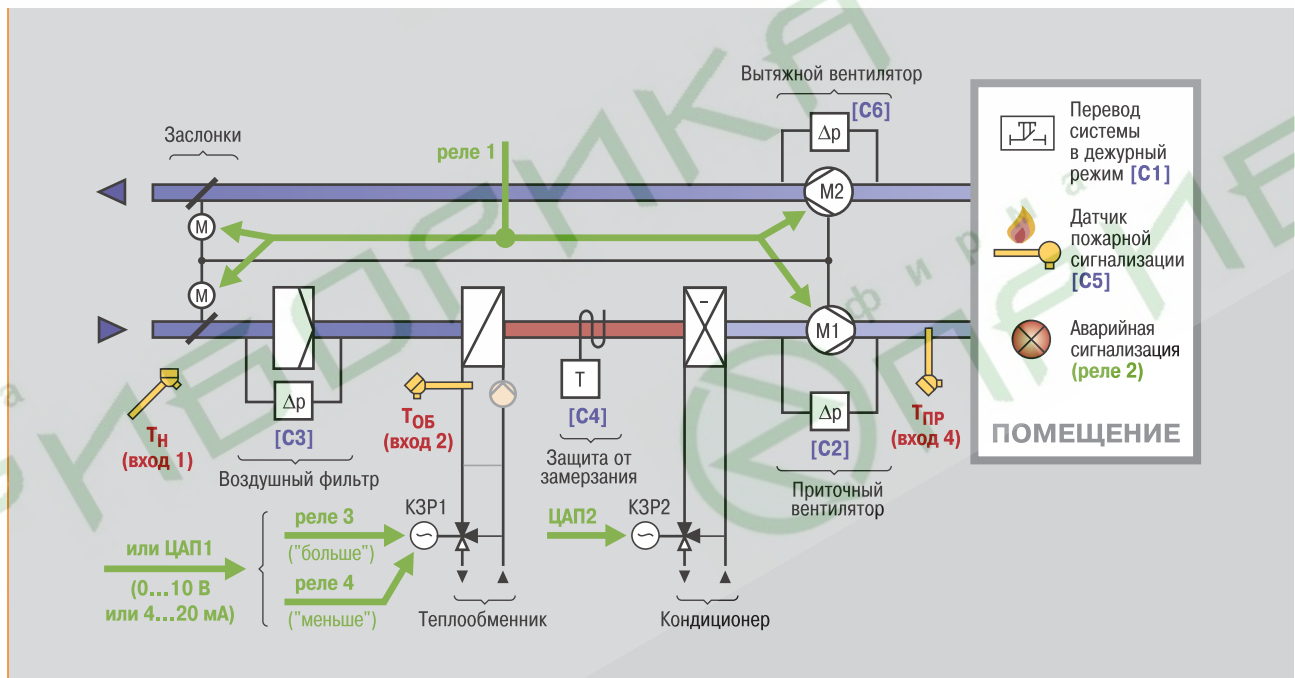 Вытяжной вентилятор
[C6]
Δp
Заслонки
реле 1
M2
M
M
M1
Перевод
системы
в дежурный
режим [C1]
Датчик
пожарной
сигнализации
[C5]
Аварийная
сигнализация
(реле 2)
ПОМЕЩЕНИЕ
TН
(вход 1)
Δp
[C3]
Воздушный фильтр
TОБ
(вход 2)
T
[C4]
Защита от
замерзания
Δp
[C2]
Приточный
вентилятор
TПР
(вход 4)
или ЦАП1
(0...10 В
или 4...20 мА)
реле 3
("больше")
реле 4
("меньше")
КЗР1
Теплообменник
ЦАП2
КЗР2
Кондиционер
фирма